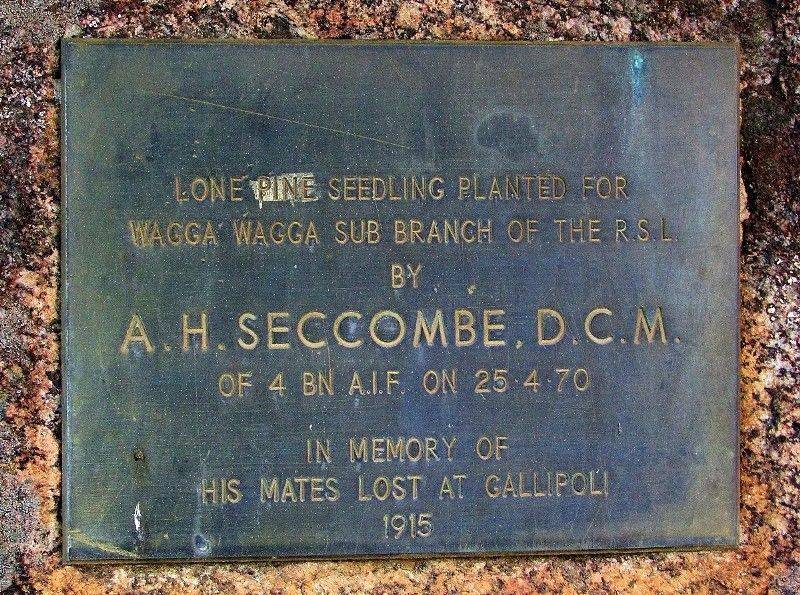 LONE PINE SEEDLING PLANTED FOR
WAGGA WAGGA SUB BRANCH OF THE R.S.L.
BY
A.H. SECCOMBE, D.C.M.
OF 4 BN A.I.F. ON 25·4·70
IN MEMORY OF
HIS MATES LOST AT GALLIPOLI
1915